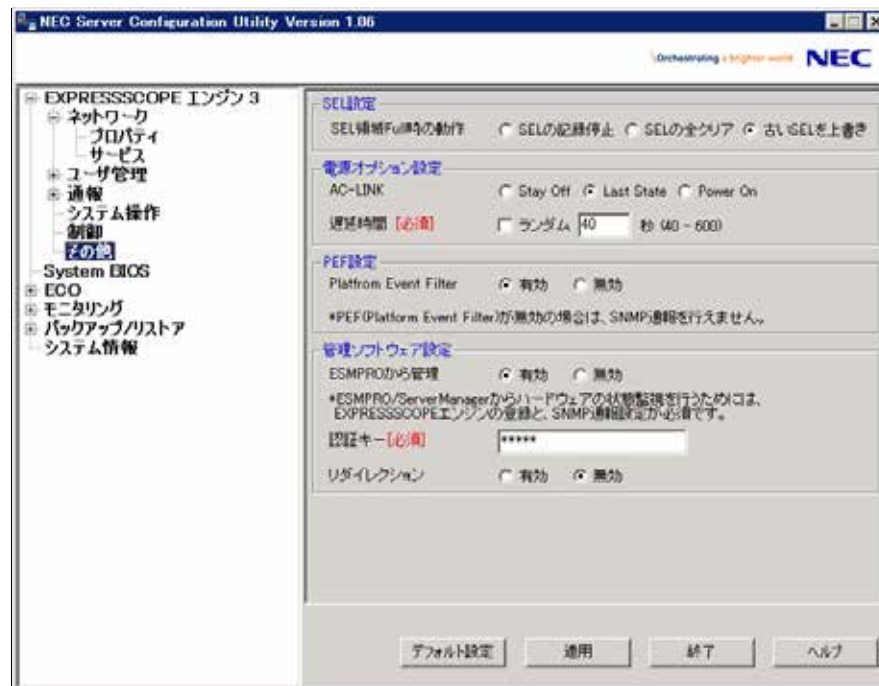 NEC Server Configuration Utility Version 1.06
Orchestrating a brighter world NEC
EXPRESSSCOPE エンジン 3
ネットワーク
プロパティ
サービス
ユーザ管理
通報
システム操作
制御
その他
System BIOS
ECO
モニタリング
バックアップ/リストア
システム情報
SEL設定
SEL領域Full時の動作 SELの記録停止 SELの全クリア 古いSELを上書き
電源オプション設定
AC-LINK Stay Off Last State Power On
遅延時間 [必須] ランダム 40 秒 (40 - 600)
PEF設定
Platfrom Event Filter 有効 無効
*PEF(Platform Event Filter)が無効の場合は、SNMP通報を行えません。
管理ソフトウェア設定
ESMPROから管理 有効 無効
*ESMPRO/ServerManagerからハードウェアの状態監視を行うためには、
EXPRESSSCOPEエンジンの登録と、SNMP通報設定が必須です。
認証キー[必須] *****
リダイレクション 有効 無効
デフォルト設定 適用 終了 ヘルプ